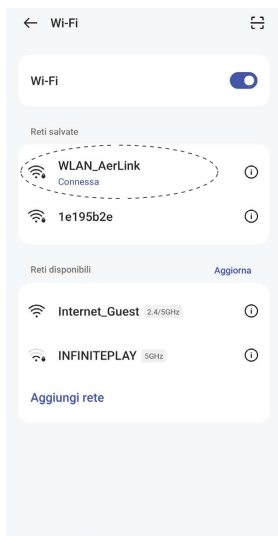 Wi-Fi
Wi-Fi
Reti salvate
WLAN_AerLink
Connessa
1e195b2e
Reti disponibili Aggiorna
Internet_Guest 2.4/5GHz
INFINITEPLAY 5GHz
Aggiungi rete